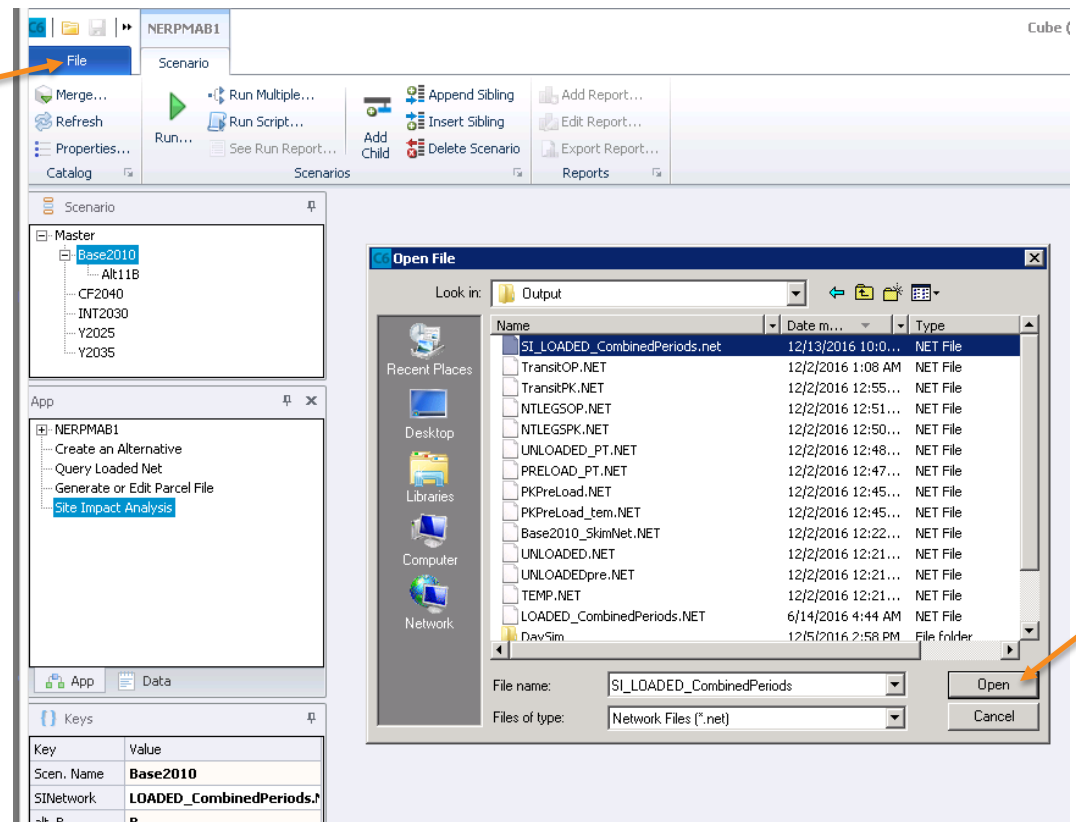 C6 NERPMAB1 Cube (
File Scenario
Merge... Run Multiple... Append Sibling Add Report...
Refresh Run Script... Insert Sibling Edit Report...
Properties... Run... See Run Report... Add Child Delete Scenario Export Report...
Catalog Scenarios Reports
Scenario
Master
Base2010
Alt11B
CF2040
INT2030
Y2025
Y2035
App
NERPMAB1
Create an Alternative
Query Loaded Net
Generate or Edit Parcel File
Site Impact Analysis
App Data
Keys
Key Value
Scen. Name Base2010
SINetwork LOADED_CombinedPeriods.N
C6 Open File
Look in: Output
Recent Places
Desktop
Libraries
Computer
Network
Name Date m... Type
SI_LOADED_CombinedPeriods.net 12/13/2016 10:0... NET File
TransitOP.NET 12/2/2016 1:08 AM NET File
TransitPK.NET 12/2/2016 12:55... NET File
NTLEGSOP.NET 12/2/2016 12:51... NET File
NTLEGSPK.NET 12/2/2016 12:50... NET File
UNLOADED_PT.NET 12/2/2016 12:48... NET File
PRELOAD_PT.NET 12/2/2016 12:47... NET File
PKPreLoad.NET 12/2/2016 12:45... NET File
PKPreLoad_tem.NET 12/2/2016 12:45... NET File
Base2010_SkimNet.NET 12/2/2016 12:22... NET File
UNLOADED.NET 12/2/2016 12:21... NET File
UNLOADEDpre.NET 12/2/2016 12:21... NET File
TEMP.NET 12/2/2016 12:21... NET File
LOADED_CombinedPeriods.NET 6/14/2016 4:44 AM NET File
DaySim 12/5/2016 2:58 PM File folder
File name: SI_LOADED_CombinedPeriods Open
Files of type: Network Files (*.net) Cancel